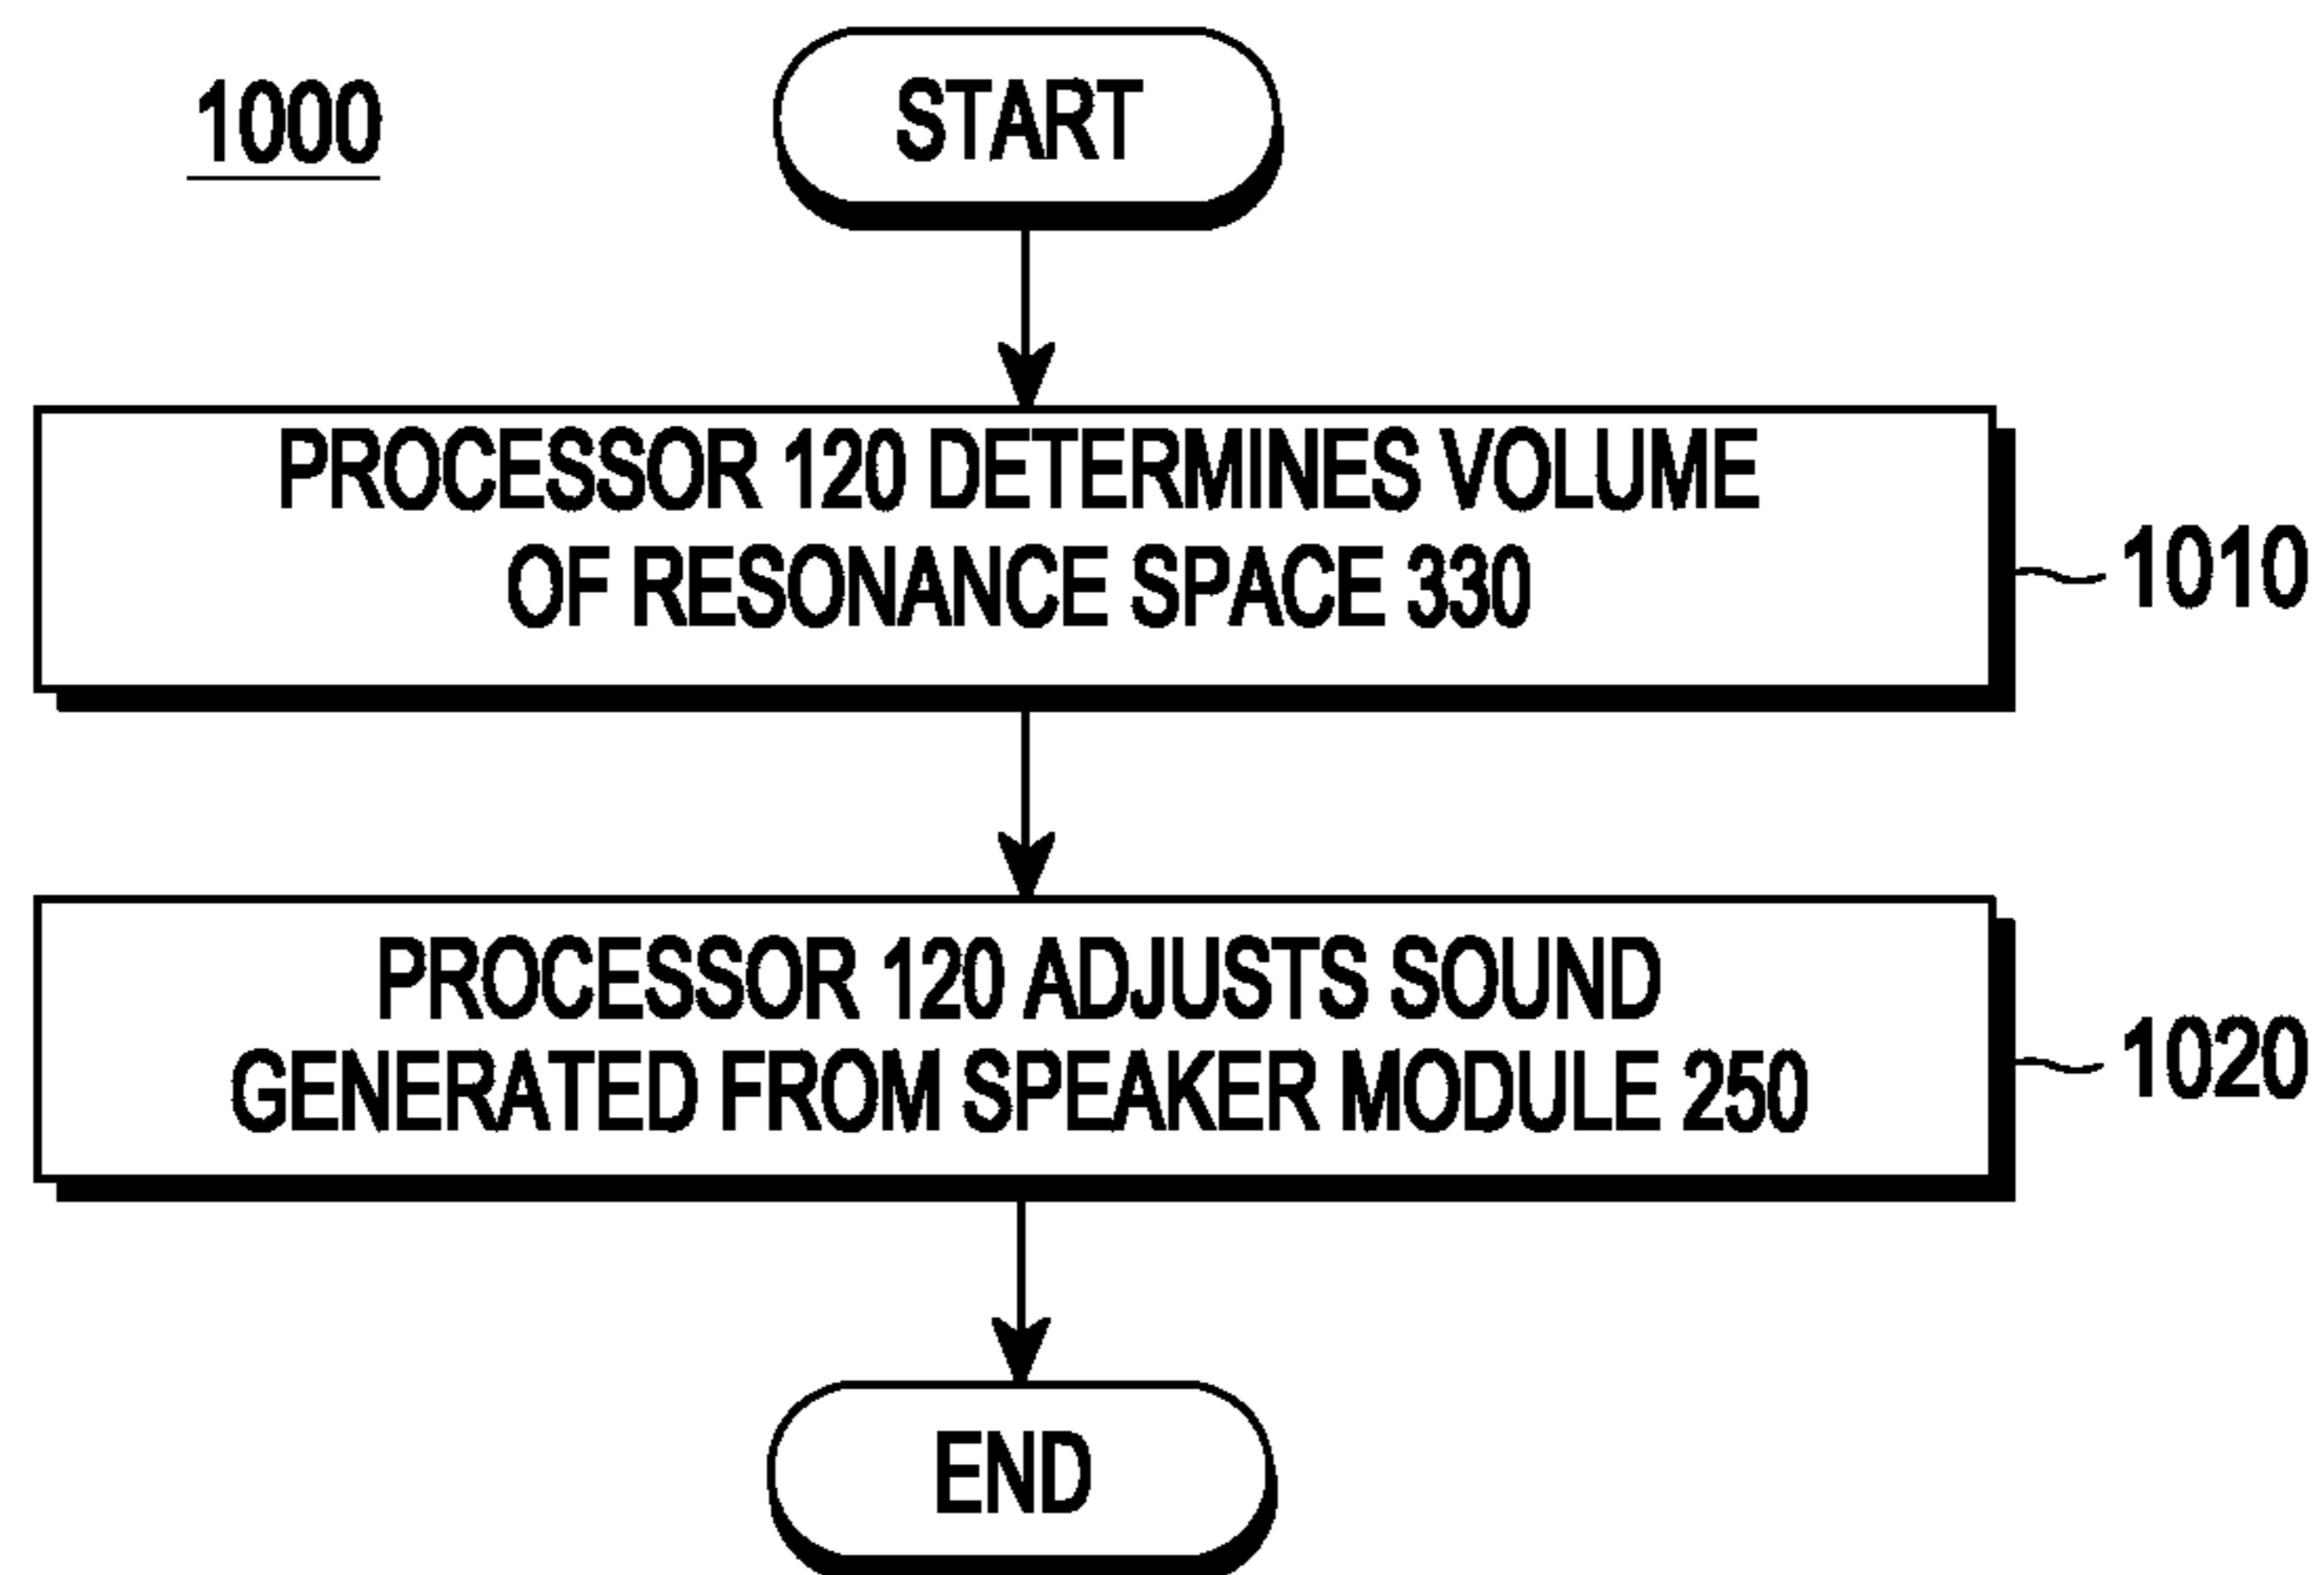 1000
START
PROCESSOR 120 DETERMINES VOLUME
OF RESONANCE SPACE 330
1010
PROCESSOR 120 ADJUSTS SOUND
GENERATED FROM SPEAKER MODULE 250
1020
END